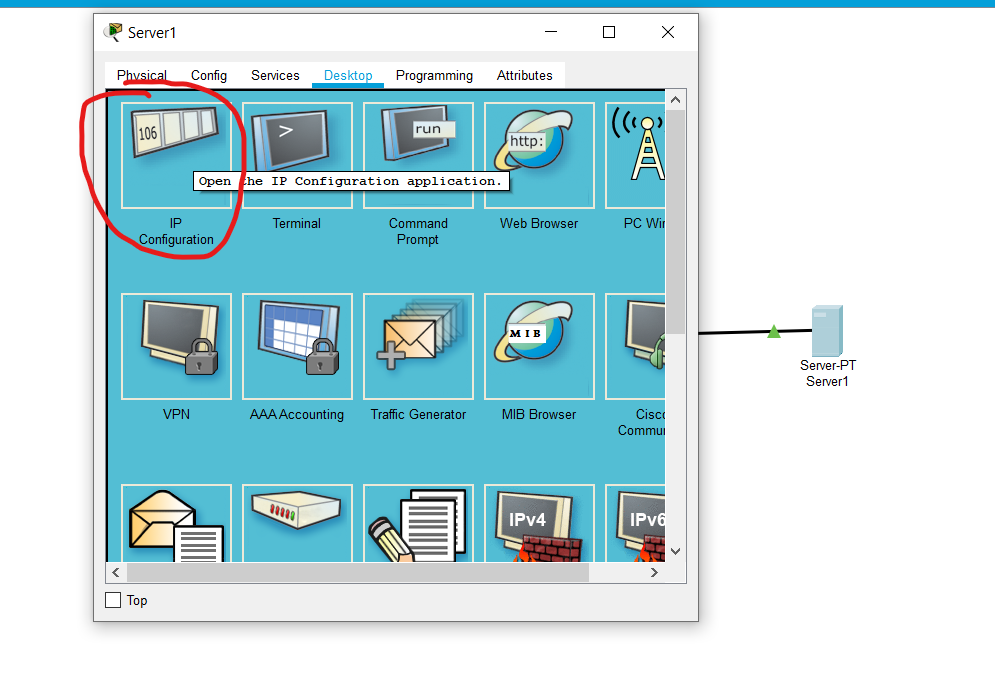 Server1
Physical Config Services Desktop Programming Attributes
106
>
run
http:
Open the IP Configuration application.
IP
Configuration
Terminal
Command
Prompt
Web Browser
PC Wir
MIB
VPN
AAA Accounting
Traffic Generator
MIB Browser
Cisco
Commun
IPv4
IPv6
Top
Server-PT
Server1